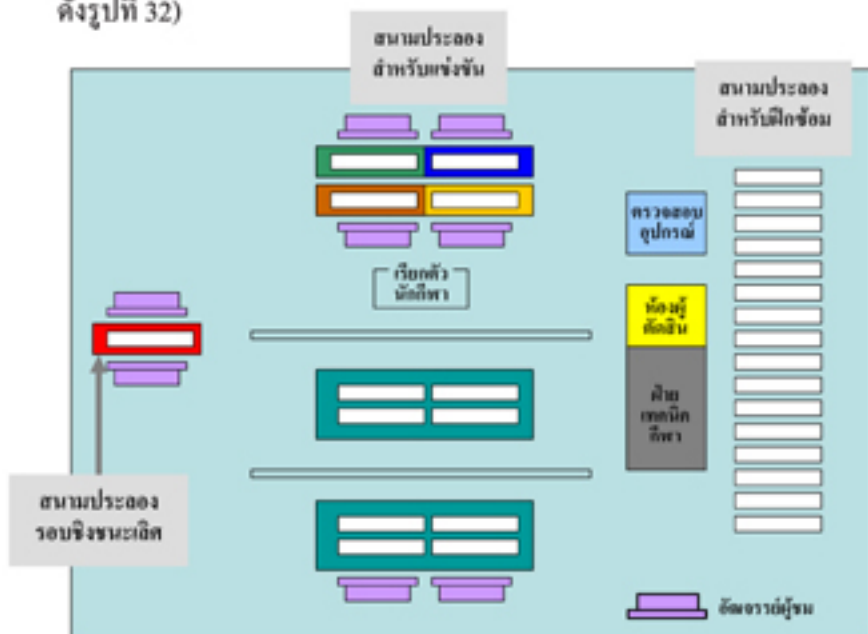 ดังรูปที่ 32)
สนามประลอง
สำหรับแข่งขัน
สนามประลอง
สำหรับฝึกซ้อม
ตรวจสอบ
อุปกรณ์
เรียกตัว
นักกีฬา
ห้องผู้
ตัดสิน
ฝ่าย
เทคนิค
กีฬา
สนามประลอง
รอบชิงชนะเลิศ
อัฒจรรย์ผู้ชม